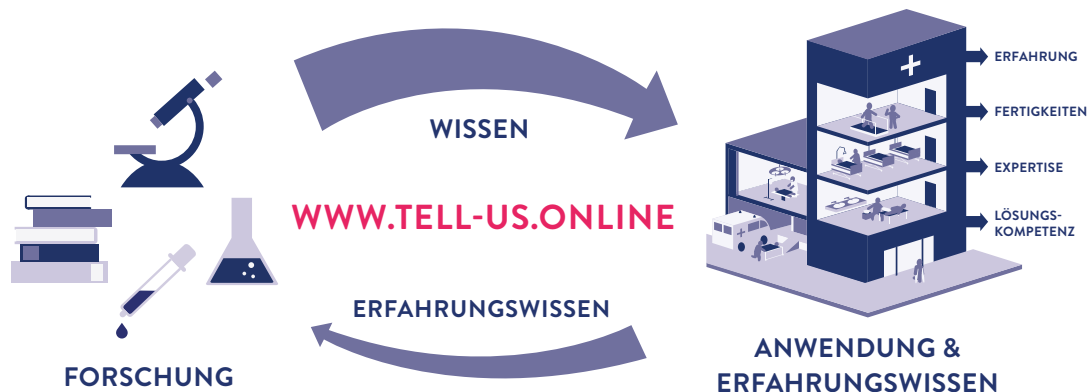 WISSEN
WWW.TELL-US.ONLINE
ERFAHRUNGSWISSEN
FORSCHUNG
ERFAHRUNG
FERTIGKEITEN
EXPERTISE
LÖSUNGS-
KOMPETENZ
ANWENDUNG &
ERFAHRUNGSWISSEN